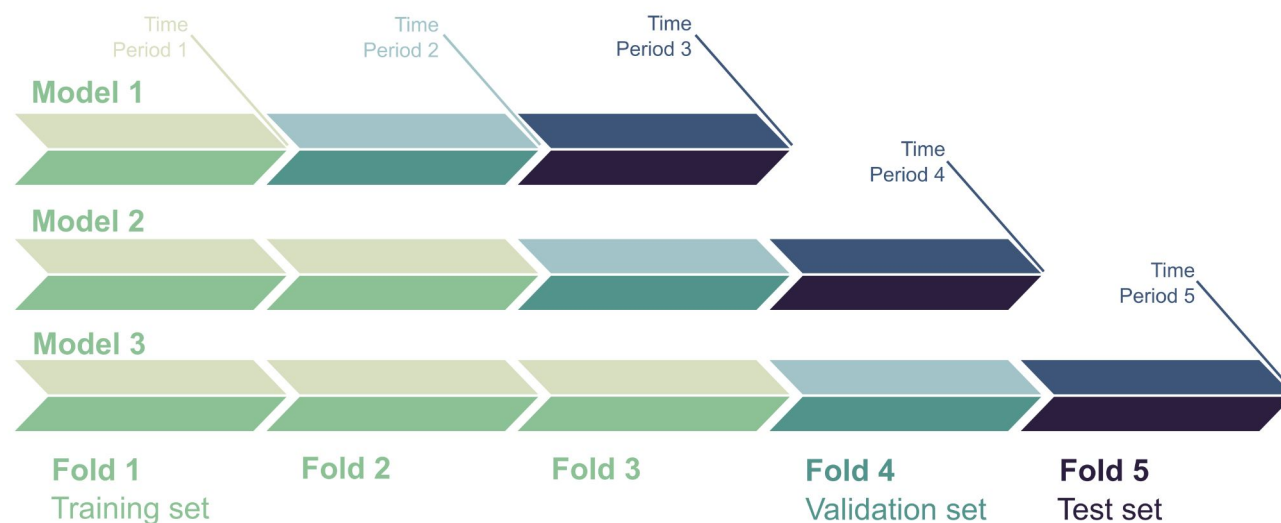 Time
Period 1
Time
Period 2
Time
Period 3
Model 1
Time
Period 4
Model 2
Time
Period 5
Model 3
Fold 1
Training set
Fold 2
Fold 3
Fold 4
Validation set
Fold 5
Test set